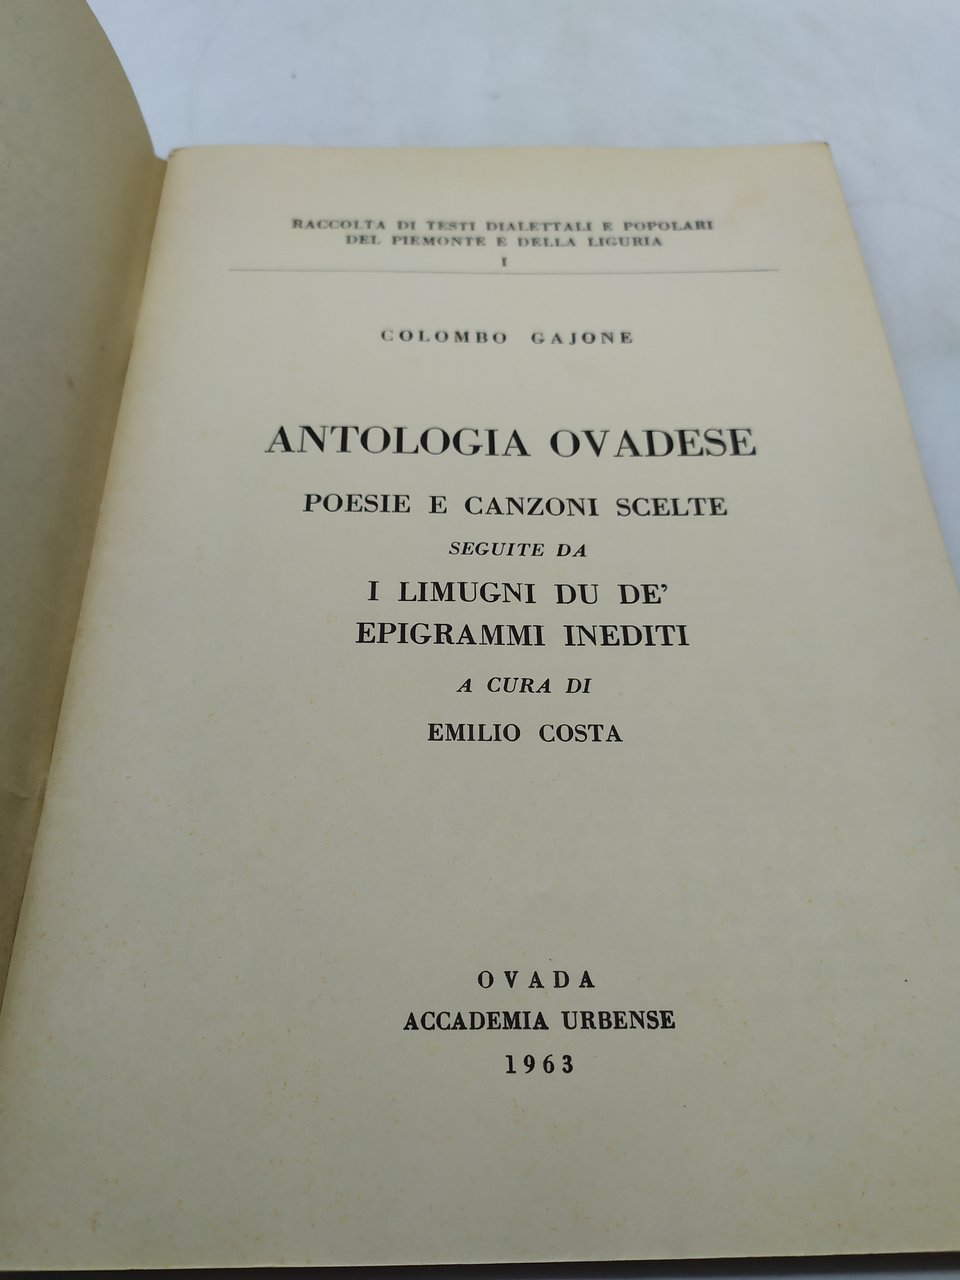 RACCOLTA DI TESTI DIALETTALI E POPOLARI
DEL PIEMONTE E DELLA LIGURIA
I
COLOMBO GAJONE
ANTOLOGIA OVADESE
POESIE E CANZONI SCELTE
SEGUITE DA
I LIMUGNI DU DE’
EPIGRAMMI INEDITI
A CURA DI
EMILIO COSTA
OVADA
ACCADEMIA URBENSE
1963